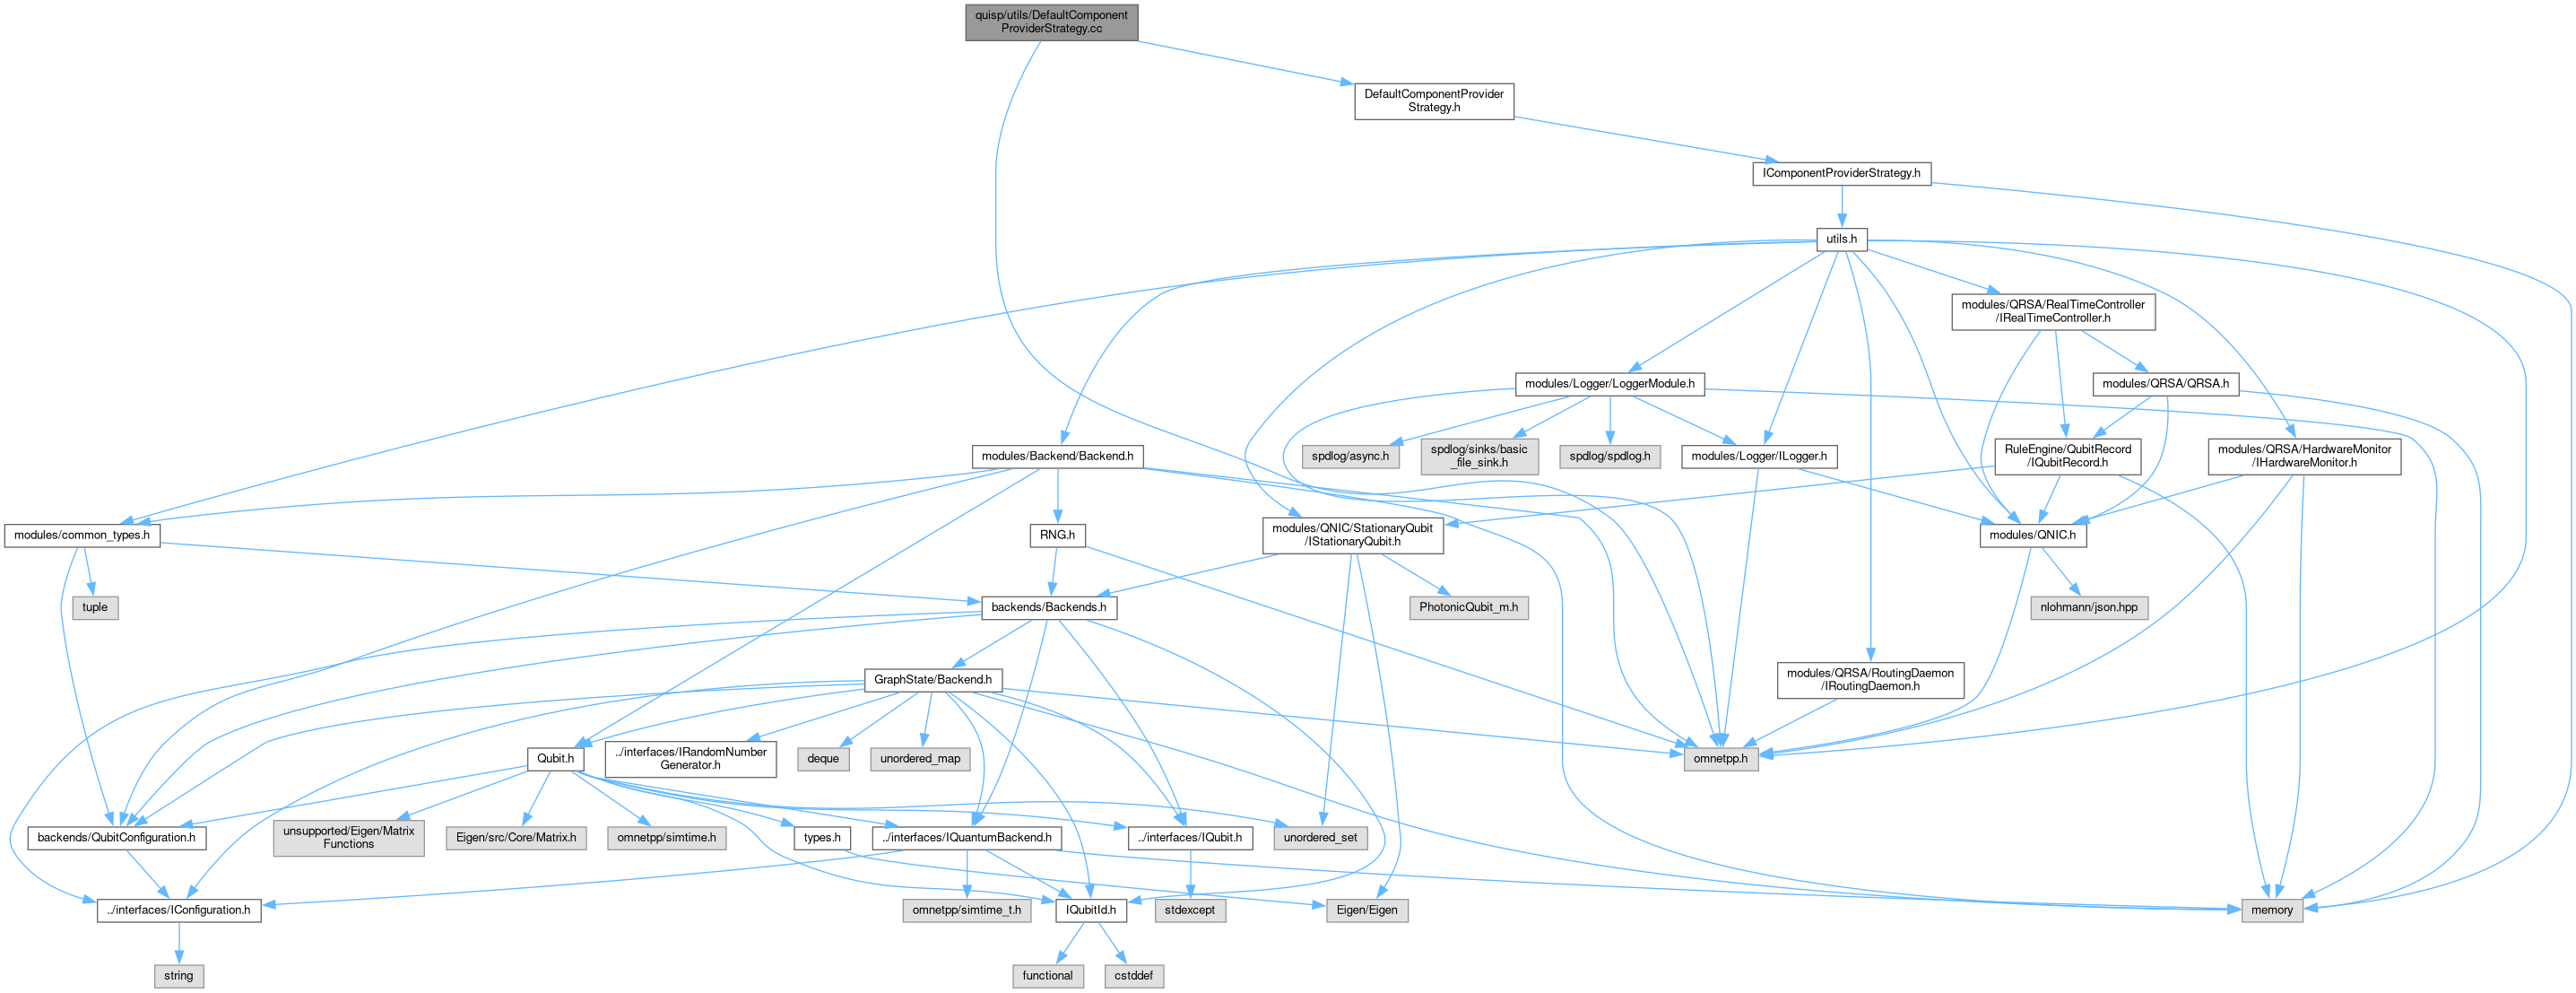 quisp/utils/DefaultComponent
ProviderStrategy.cc
DefaultComponentProvider
Strategy.h
IComponentProviderStrategy.h
utils.h
modules/QRSA/RealTimeController
/IRealTimeController.h
modules/Logger/LoggerModule.h
modules/QRSA/QRSA.h
modules/Backend/Backend.h
spdlog/async.h
spdlog/sinks/basic
_file_sink.h
spdlog/spdlog.h
modules/Logger/ILogger.h
RuleEngine/QubitRecord
/IQubitRecord.h
modules/QRSA/HardwareMonitor
/IHardwareMonitor.h
modules/common_types.h
RNG.h
modules/QNIC/StationaryQubit
/IStationaryQubit.h
modules/QNIC.h
tuple
backends/Backends.h
PhotonicQubit_m.h
nlohmann/json.hpp
GraphState/Backend.h
modules/QRSA/RoutingDaemon
/IRoutingDaemon.h
Qubit.h
../interfaces/IRandomNumber
Generator.h
deque
unordered_map
omnetpp.h
backends/QubitConfiguration.h
unsupported/Eigen/Matrix
Functions
Eigen/src/Core/Matrix.h
omnetpp/simtime.h
types.h
../interfaces/IQuantumBackend.h
../interfaces/IQubit.h
unordered_set
../interfaces/IConfiguration.h
omnetpp/simtime_t.h
IQubitId.h
stdexcept
Eigen/Eigen
memory
string
functional
cstddef